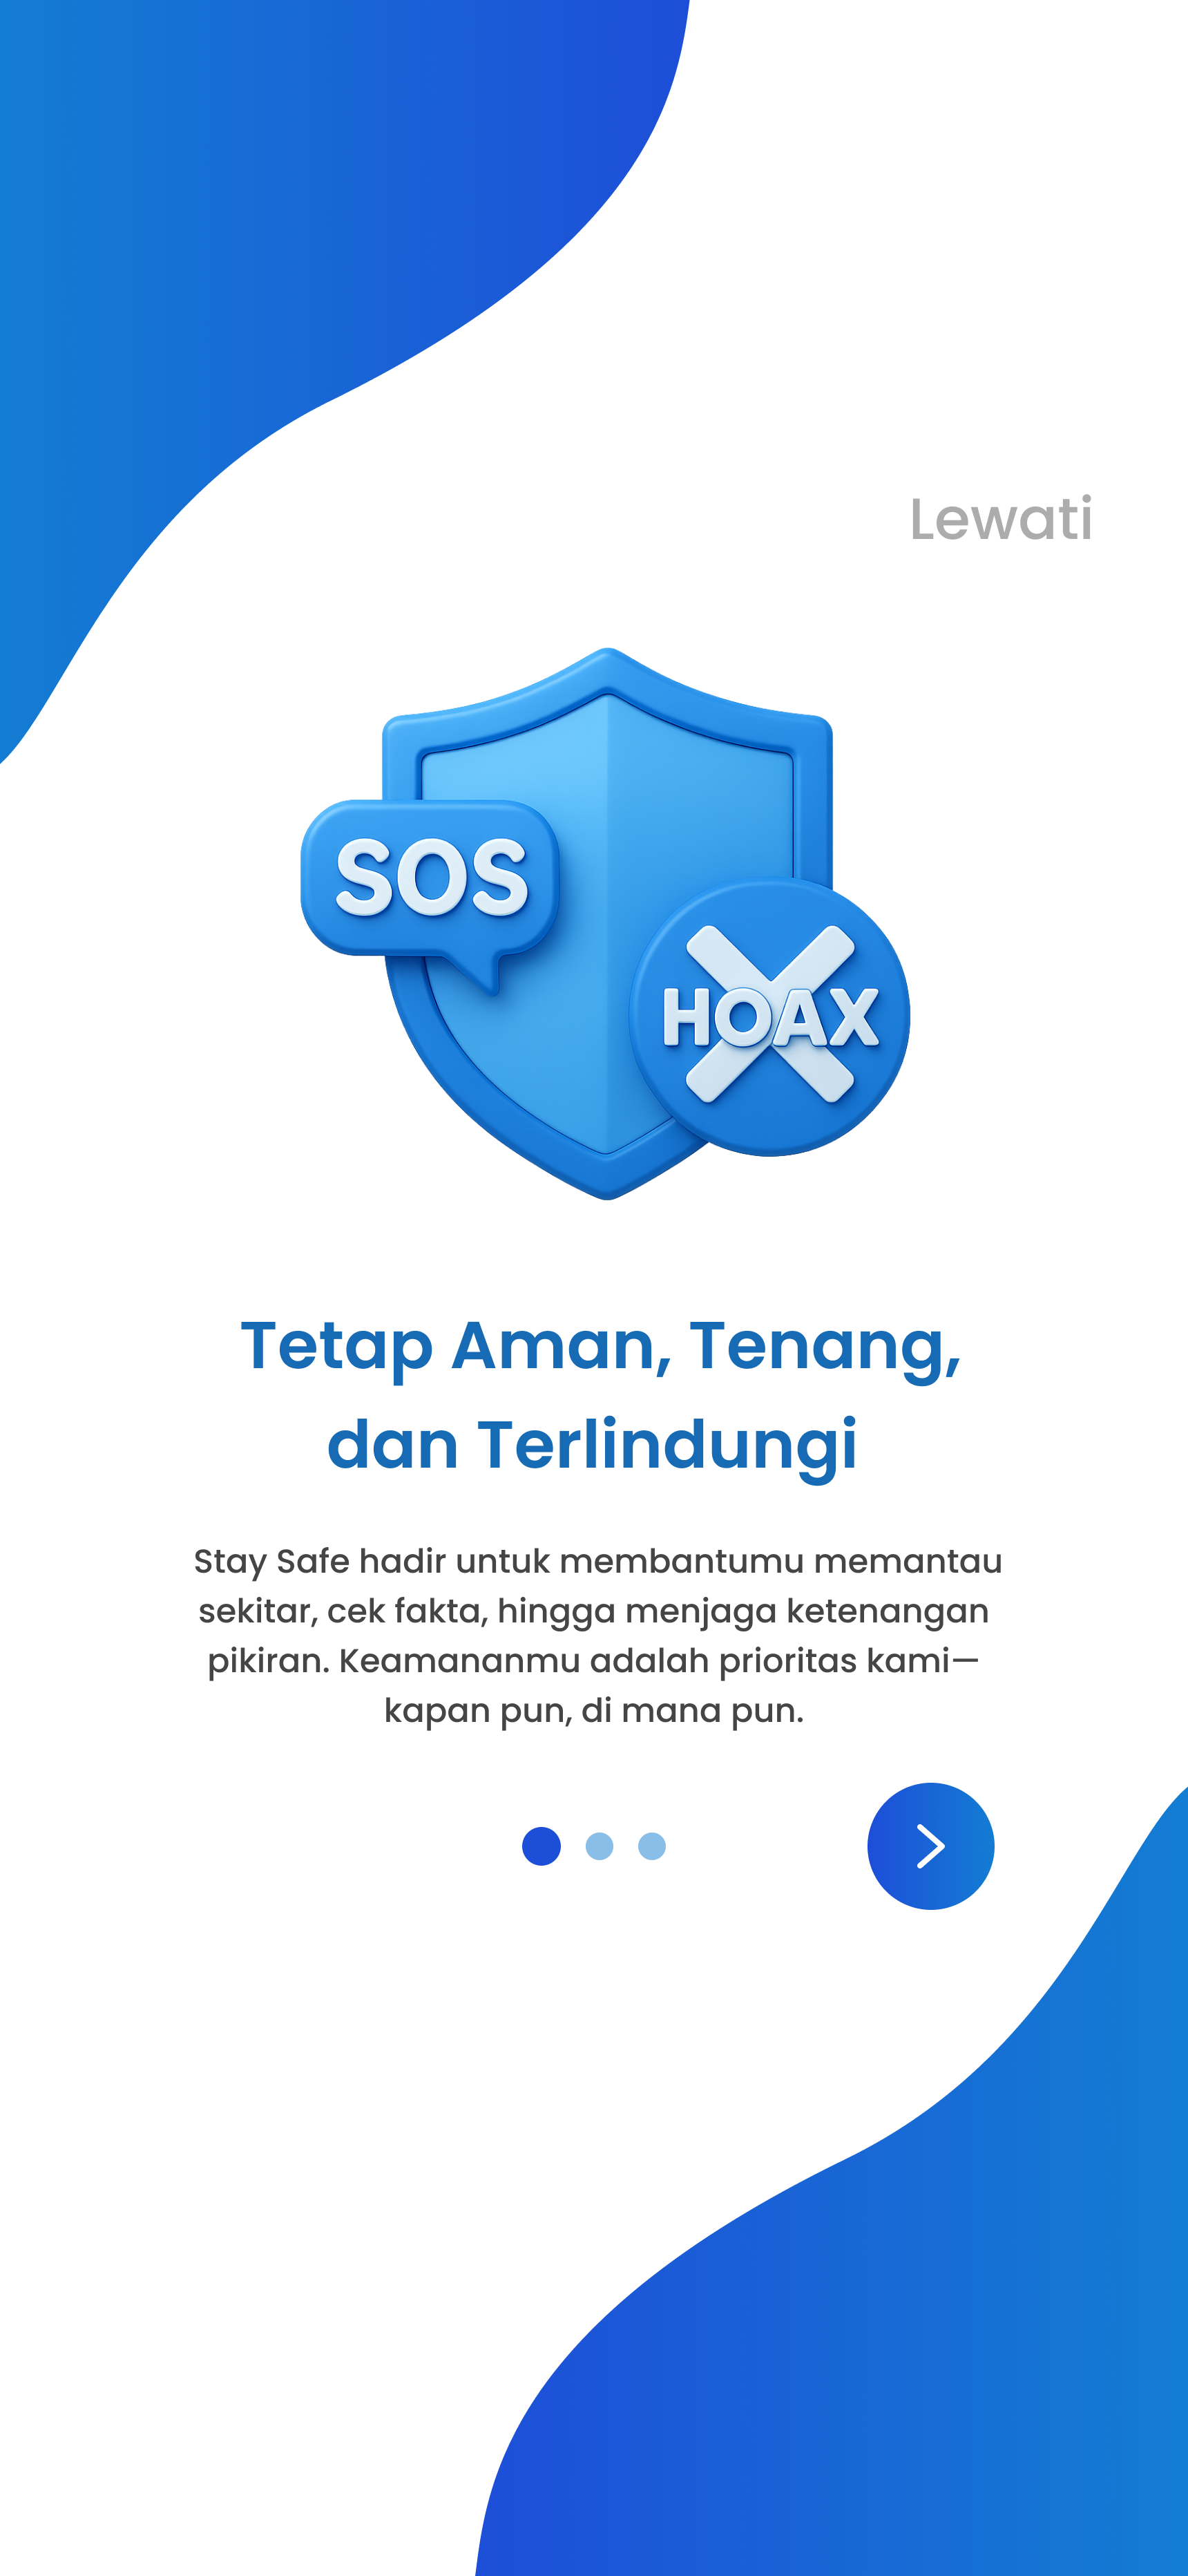 Lewati
SOS
HOAX
Tetap Aman, Tenang,
dan Terlindungi
Stay Safe hadir untuk membantumu memantau
sekitar, cek fakta, hingga menjaga ketenangan
pikiran. Keamananmu adalah prioritas kami—
kapan pun, di mana pun.